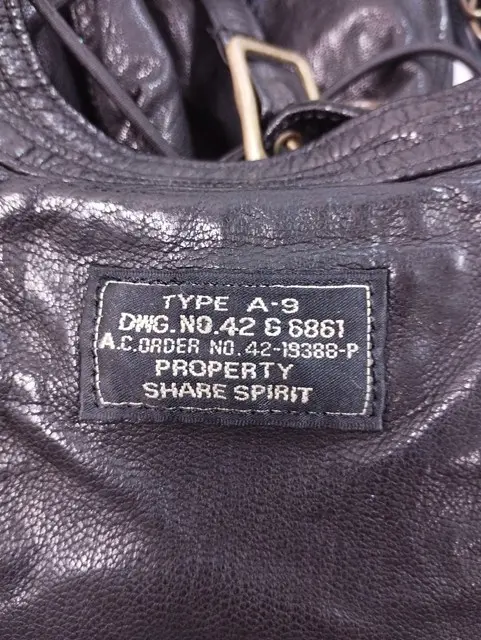 TYPE A-9
DWG.NO.42 G 6861
A.C.ORDER NO. 42-19388-P
PROPERTY
SHARE SPIRIT